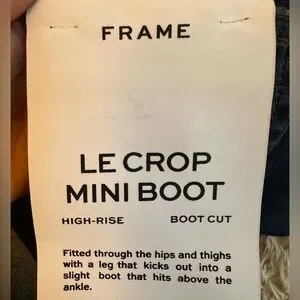 FRAME
LE CROP
MINI BOOT
HIGH-RISE BOOT CUT
Fitted through the hips and thighs
with a leg that kicks out into a
slight boot that hits above the
ankle.